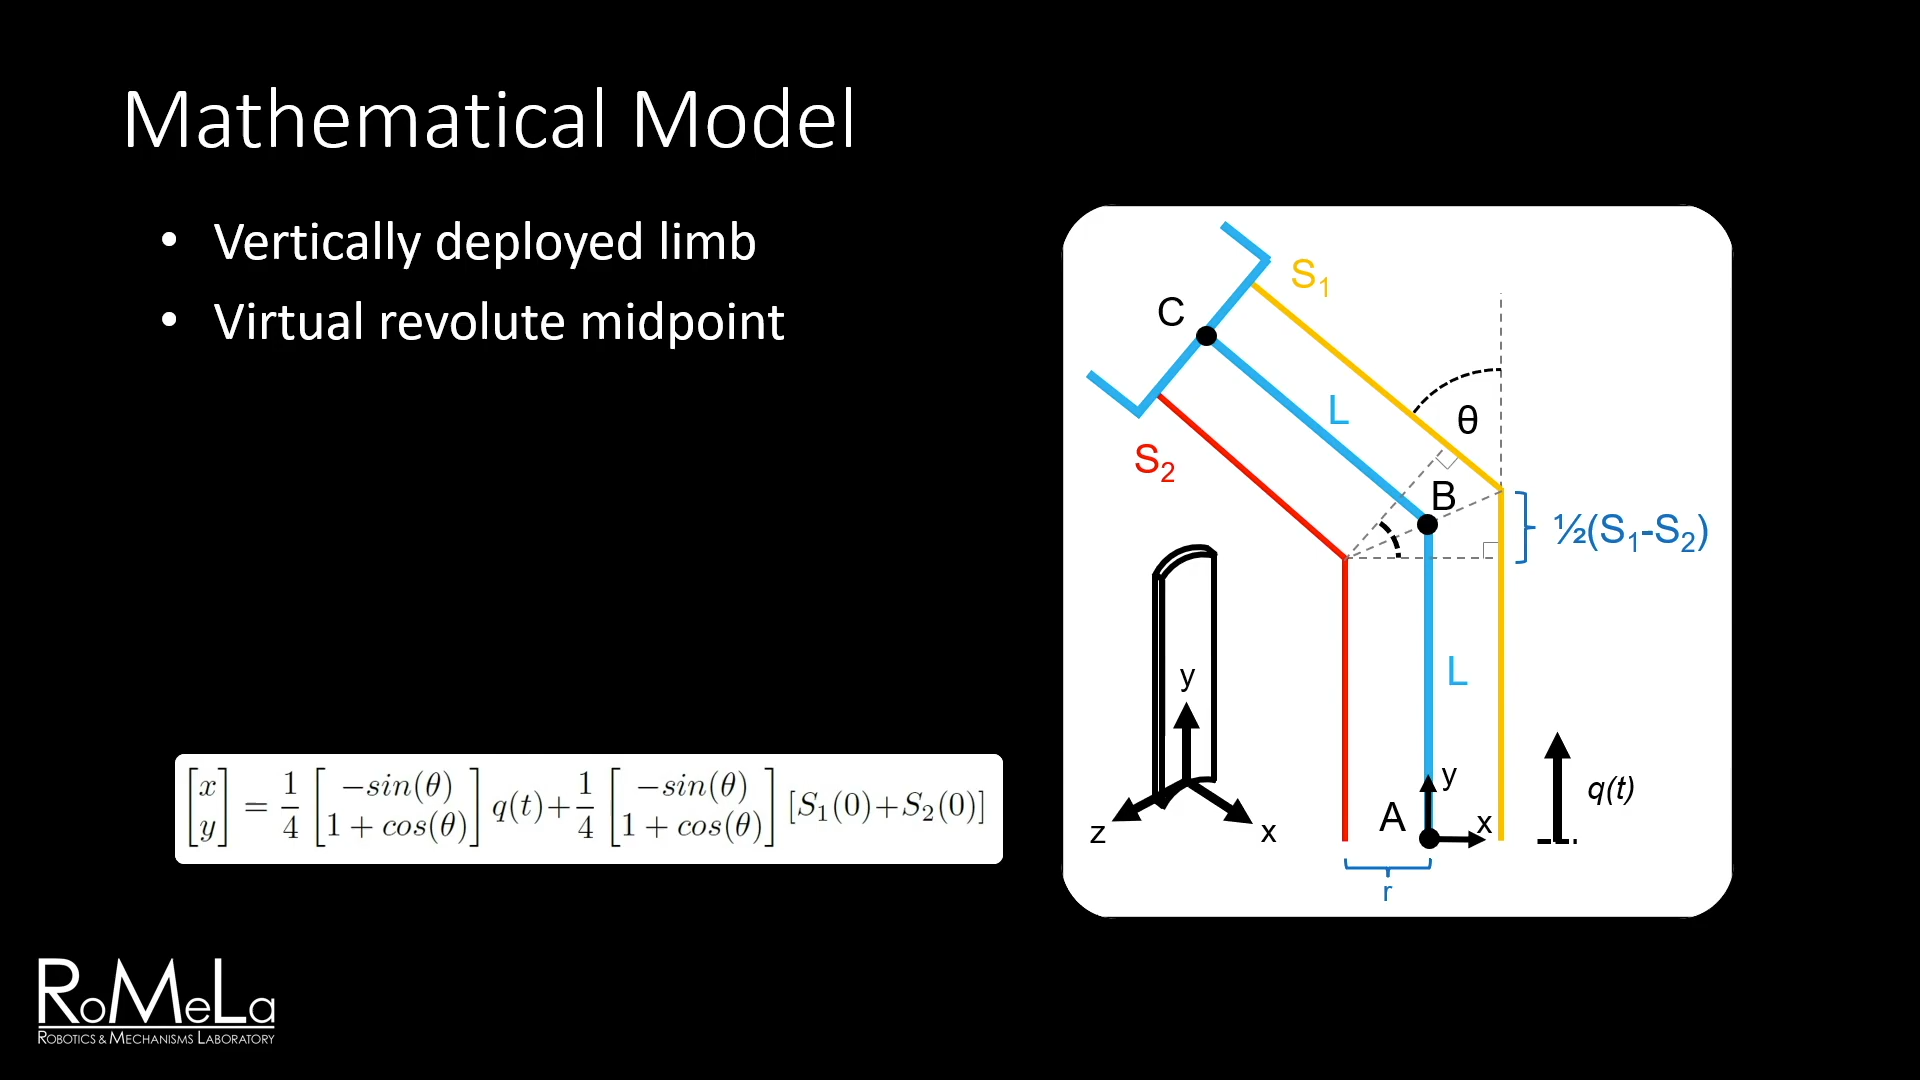 Mathematical Model
• Vertically deployed limb
• Virtual revolute midpoint
[x y] = 1/4 [-sin(θ) 1 + cos(θ)] q(t) + 1/4 [-sin(θ) 1 + cos(θ)] [S₁(0)+S₂(0)]
S₁
C
L
θ
S₂
B
½(S₁-S₂)
L
y
z
x
A
y
x
q(t)
r
RoMeLa
ROBOTICS & MECHANISMS LABORATORY